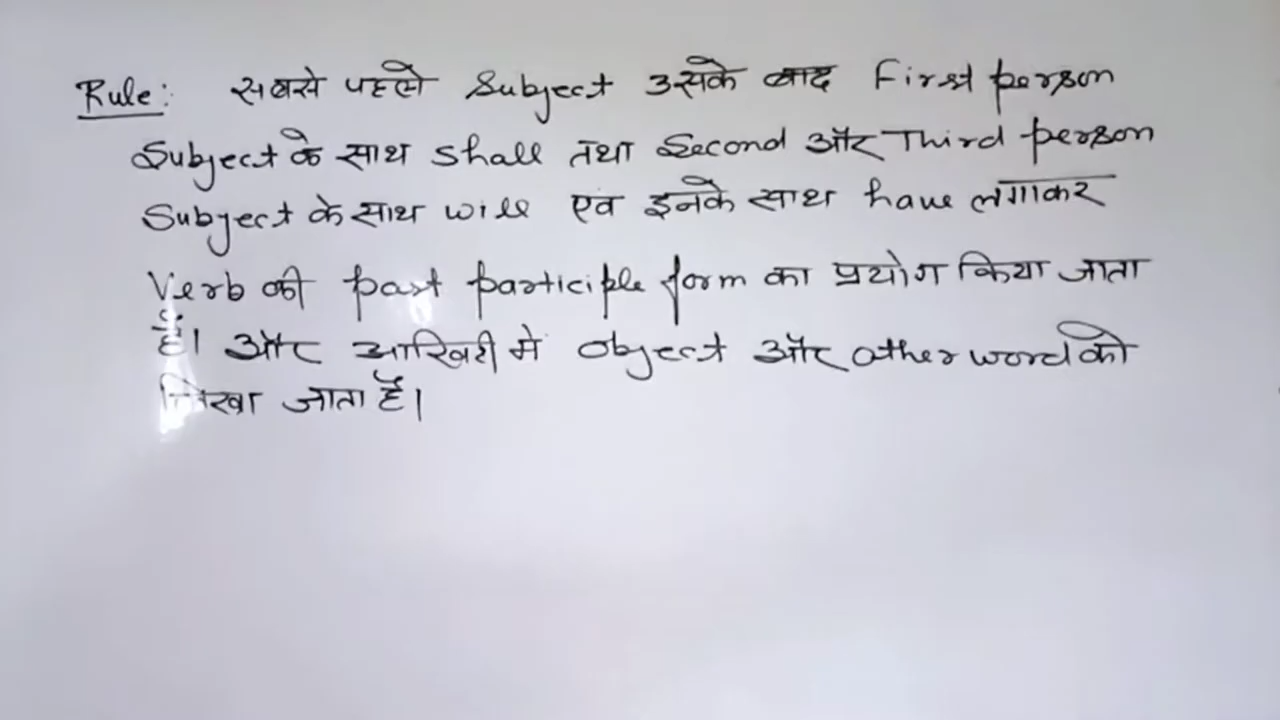 Rule: सबसे पहले Subject उसके बाद First person
Subject के साथ shall तथा Second और Third person
Subject के साथ will एवं इनके साथ have लगाकर
Verb की past participle form का प्रयोग किया जाता
है। और आखिरी मे object और other word को
लिखा जाता है।